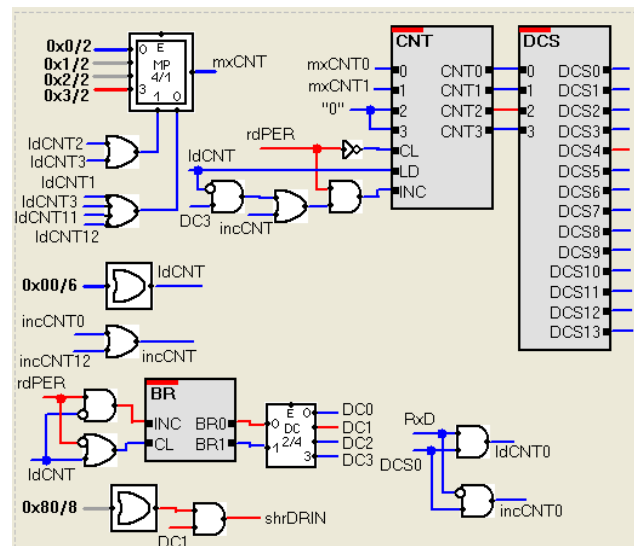 0x0/2
0x1/2
0x2/2
0x3/2
0 E
MP
3 4/1
1 0
mxCNT
ldCNT2
ldCNT3
ldCNT1
ldCNT3
ldCNT11
ldCNT12
0x00/6
ldCNT
incCNT0
incCNT12
incCNT
mxCNT0
mxCNT1
"0"
rdPER
ldCNT
DC3
incCNT
CNT
0 CNT0
1 CNT1
2 CNT2
3 CNT3
CL
LD
INC
DCS
0 DCS0
1 DCS1
2 DCS2
3 DCS3
DCS4
DCS5
DCS6
DCS7
DCS8
DCS9
DCS10
DCS11
DCS12
DCS13
rdPER
ldCNT
BR
INC BR0
CL BR1
E 0
0 DC 1
1 2/4 2
3
DC0
DC1
DC2
DC3
RxD
DCS0
ldCNT0
incCNT0
0x80/8
DC1
shrDRIN